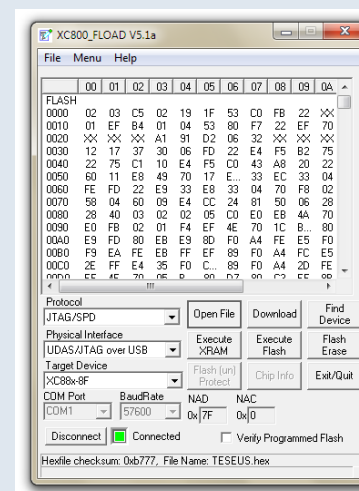 XC800_FLOAD V5.1a
File Menu Help
00 01 02 03 04 05 06 07 08 09 0A
FLASH
0000 02 03 C5 02 19 1F 53 C0 FB 22 XX
0010 01 EF B4 01 04 53 80 F7 22 EF 70
0020 XX XX XX A1 91 D2 06 32 XX XX XX
0030 12 17 37 30 06 FD 22 E4 F5 B2 75
0040 22 75 C1 10 E4 F5 C0 43 A8 20 22
0050 60 11 E8 49 70 17 E... 33 EC 33 04
0060 FE FD 22 E9 33 E8 33 04 70 F8 02
0070 58 04 60 09 E4 CC 24 81 50 06 28
0080 28 40 03 02 02 05 C0 E0 EB 4A 70
0090 E0 FB 02 01 F4 EF 4E 70 1C B... 80
00A0 E9 FD 80 EB E9 8D F0 A4 FE E5 F0
00B0 F9 EA FE EB FF EF 89 F0 A4 FC E5
00C0 2E FF E4 35 F0 C... 89 F0 A4 2D FE
Protocol
JTAG/SPD
Open File Download Find Device
Physical Interface
UDAS/JTAG over USB
Execute XRAM Execute Flash Flash Erase
Target Device
XC88x-8F
Flash (un) Protect Chip Info Exit/Quit
COM Port BaudRate NAD NAC
COM1 57600 0x 7F 0x 0
Disconnect Connected Verify Programmed Flash
Hexfile checksum: 0xb777, File Name: TESEUS.hex